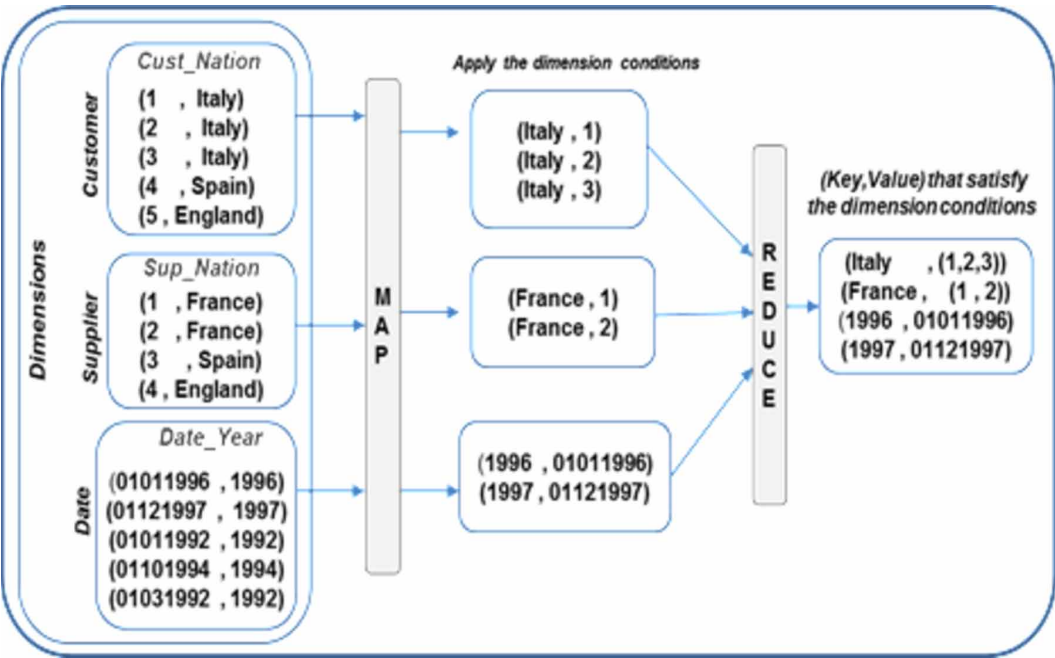 Dimensions
Customer
Cust_Nation
(1 , Italy)
(2 , Italy)
(3 , Italy)
(4 , Spain)
(5 , England)
Supplier
Sup_Nation
(1 , France)
(2 , France)
(3 , Spain)
(4 , England)
Date
Date_Year
(01011996 , 1996)
(01121997 , 1997)
(01011992 , 1992)
(01101994 , 1994)
(01031992 , 1992)
MAP
Apply the dimension conditions
(Italy , 1)
(Italy , 2)
(Italy , 3)
(France , 1)
(France , 2)
(1996 , 01011996)
(1997 , 01121997)
REDUCE
(Key,Value) that satisfy
the dimension conditions
(Italy , (1,2,3))
(France , (1 , 2))
(1996 , 01011996)
(1997 , 01121997)